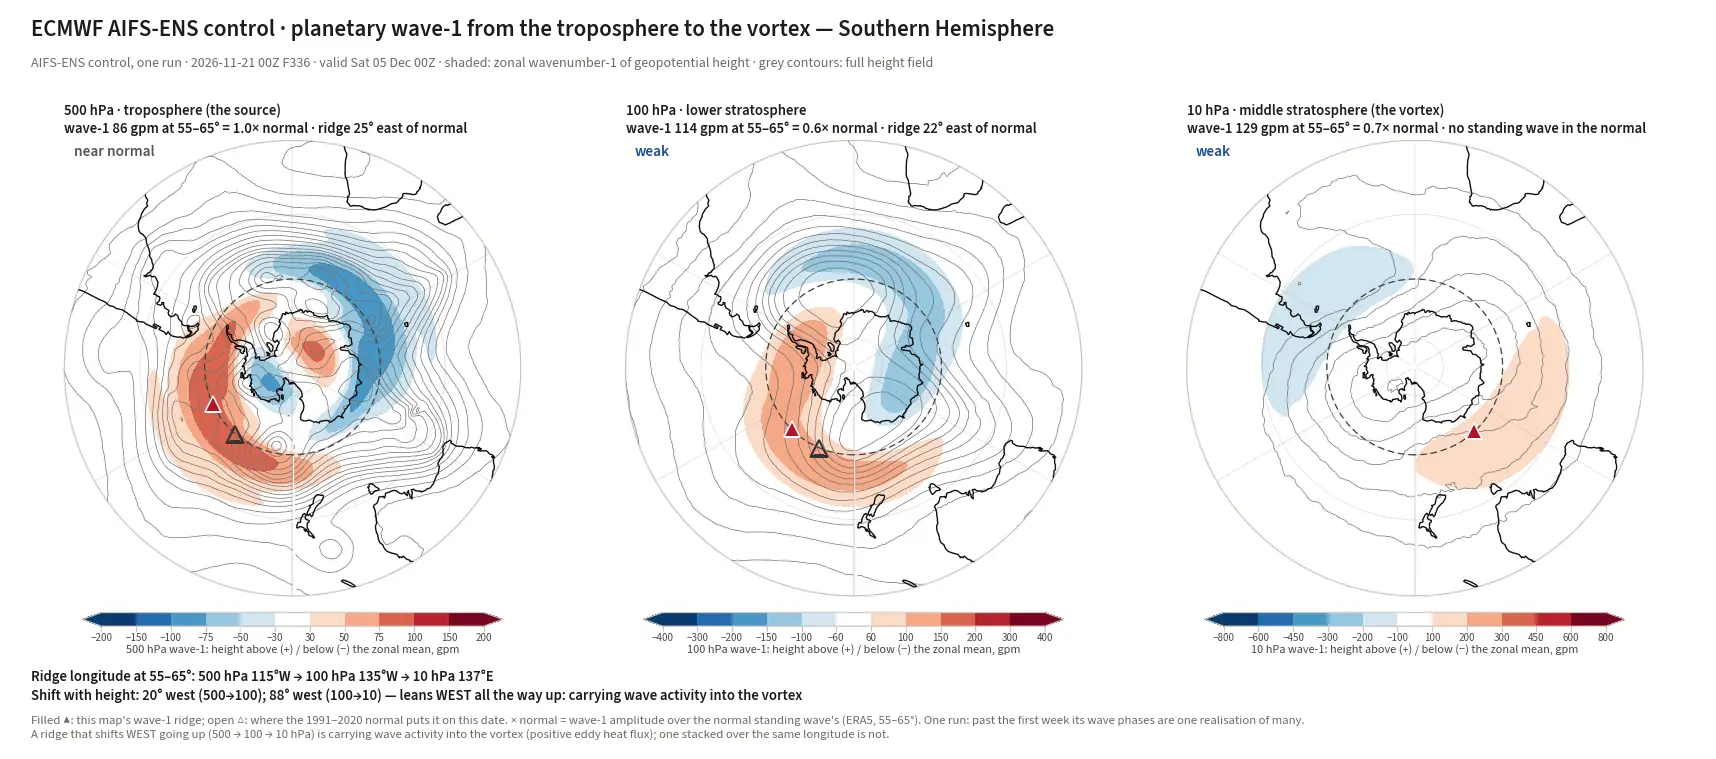 ECMWF AIFS-ENS control · planetary wave-1 from the troposphere to the vortex — Southern Hemisphere
AIFS-ENS control, one run · 2026-11-21 00Z F336 · valid Sat 05 Dec 00Z · shaded: zonal wavenumber-1 of geopotential height · grey contours: full height field
500 hPa · troposphere (the source)
wave-1 86 gpm at 55–65° = 1.0× normal · ridge 25° east of normal
near normal
100 hPa · lower stratosphere
wave-1 114 gpm at 55–65° = 0.6× normal · ridge 22° east of normal
weak
10 hPa · middle stratosphere (the vortex)
wave-1 129 gpm at 55–65° = 0.7× normal · no standing wave in the normal
weak
−200 −150 −100 −75 −50 −30 30 50 75 100 150 200
500 hPa wave-1: height above (+) / below (−) the zonal mean, gpm
−400 −300 −200 −150 −100 −60 60 100 150 200 300 400
100 hPa wave-1: height above (+) / below (−) the zonal mean, gpm
−800 −600 −450 −300 −200 −100 100 200 300 450 600 800
10 hPa wave-1: height above (+) / below (−) the zonal mean, gpm
Ridge longitude at 55–65°: 500 hPa 115°W → 100 hPa 135°W → 10 hPa 137°E
Shift with height: 20° west (500→100); 88° west (100→10) — leans WEST all the way up: carrying wave activity into the vortex
Filled ▲: this map's wave-1 ridge; open △: where the 1991–2020 normal puts it on this date. × normal = wave-1 amplitude over the normal standing wave's (ERA5, 55–65°). One run: past the first week its wave phases are one realisation of many.
A ridge that shifts WEST going up (500 → 100 → 10 hPa) is carrying wave activity into the vortex (positive eddy heat flux); one stacked over the same longitude is not.